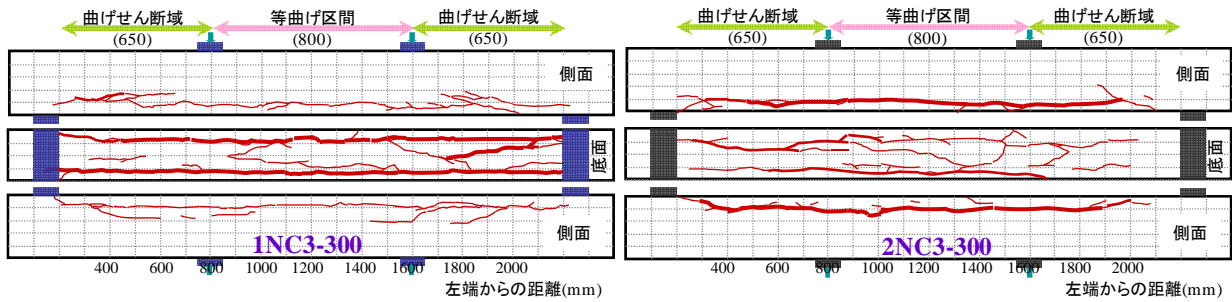 曲げせん断域 等曲げ区間 曲げせん断域
(650) (800) (650)
側面
底面
側面
1NC3-300
400 600 800 1000 1200 1400 1600 1800 2000
左端からの距離(mm)
曲げせん断域 等曲げ区間 曲げせん断域
(650) (800) (650)
側面
底面
側面
2NC3-300
400 600 800 1000 1200 1400 1600 1800 2000
左端からの距離(mm)